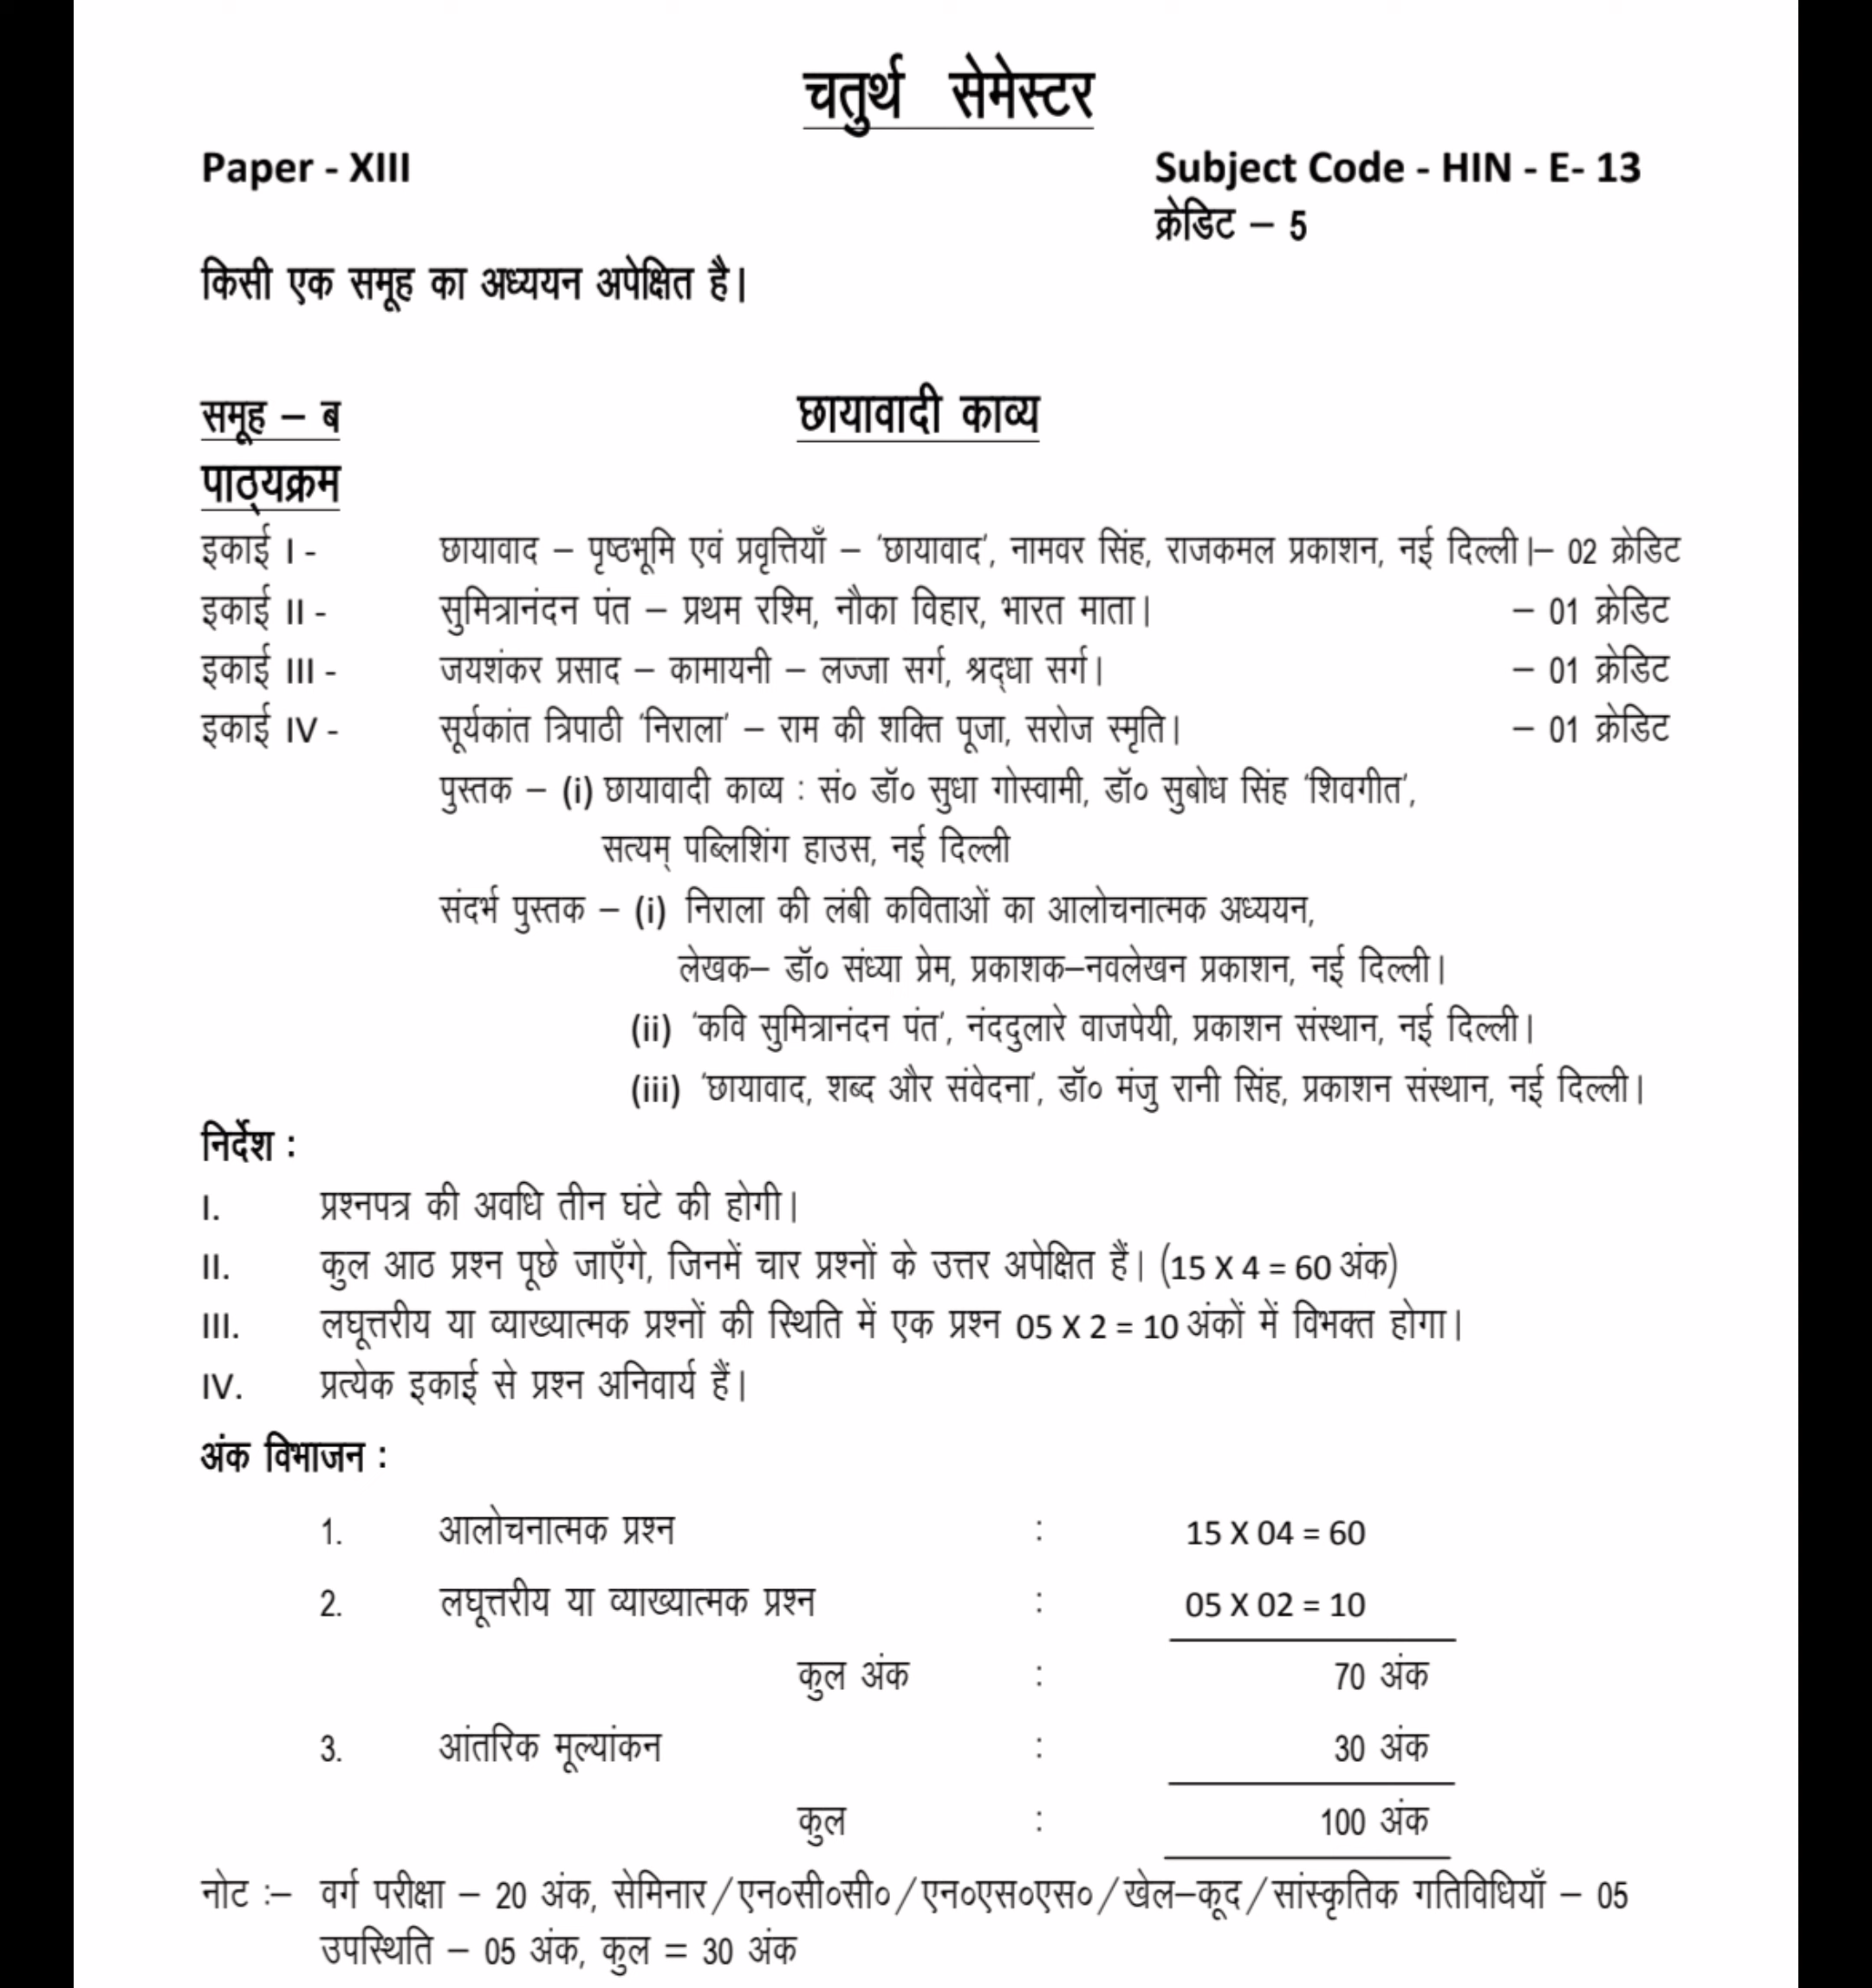 चतुर्थ सेमेस्टर
Paper - XIII Subject Code - HIN - E- 13
क्रेडिट – 5
किसी एक समूह का अध्ययन अपेक्षित है।
समूह – ब छायावादी काव्य
पाठ्यक्रम
इकाई I - छायावाद – पृष्ठभूमि एवं प्रवृत्तियाँ – 'छायावाद', नामवर सिंह, राजकमल प्रकाशन, नई दिल्ली।– 02 क्रेडिट
इकाई II - सुमित्रानंदन पंत – प्रथम रश्मि, नौका विहार, भारत माता। – 01 क्रेडिट
इकाई III - जयशंकर प्रसाद – कामायनी – लज्जा सर्ग, श्रद्धा सर्ग। – 01 क्रेडिट
इकाई IV - सूर्यकांत त्रिपाठी 'निराला' – राम की शक्ति पूजा, सरोज स्मृति। – 01 क्रेडिट
पुस्तक – (i) छायावादी काव्य : सं० डॉ० सुधा गोस्वामी, डॉ० सुबोध सिंह 'शिवगीत',
सत्यम् पब्लिशिंग हाउस, नई दिल्ली
संदर्भ पुस्तक – (i) निराला की लंबी कविताओं का आलोचनात्मक अध्ययन,
लेखक– डॉ० संध्या प्रेम, प्रकाशक–नवलेखन प्रकाशन, नई दिल्ली।
(ii) 'कवि सुमित्रानंदन पंत', नंददुलारे वाजपेयी, प्रकाशन संस्थान, नई दिल्ली।
(iii) 'छायावाद, शब्द और संवेदना', डॉ० मंजु रानी सिंह, प्रकाशन संस्थान, नई दिल्ली।
निर्देश :
I. प्रश्नपत्र की अवधि तीन घंटे की होगी।
II. कुल आठ प्रश्न पूछे जाएँगे, जिनमें चार प्रश्नों के उत्तर अपेक्षित हैं। (15 X 4 = 60 अंक)
III. लघूत्तरीय या व्याख्यात्मक प्रश्नों की स्थिति में एक प्रश्न 05 X 2 = 10 अंकों में विभक्त होगा।
IV. प्रत्येक इकाई से प्रश्न अनिवार्य हैं।
अंक विभाजन :
1. आलोचनात्मक प्रश्न : 15 X 04 = 60
2. लघूत्तरीय या व्याख्यात्मक प्रश्न : 05 X 02 = 10
कुल अंक : 70 अंक
3. आंतरिक मूल्यांकन : 30 अंक
कुल : 100 अंक
नोट :– वर्ग परीक्षा – 20 अंक, सेमिनार/एन०सी०सी०/एन०एस०एस०/खेल–कूद/सांस्कृतिक गतिविधियाँ – 05
उपस्थिति – 05 अंक, कुल = 30 अंक